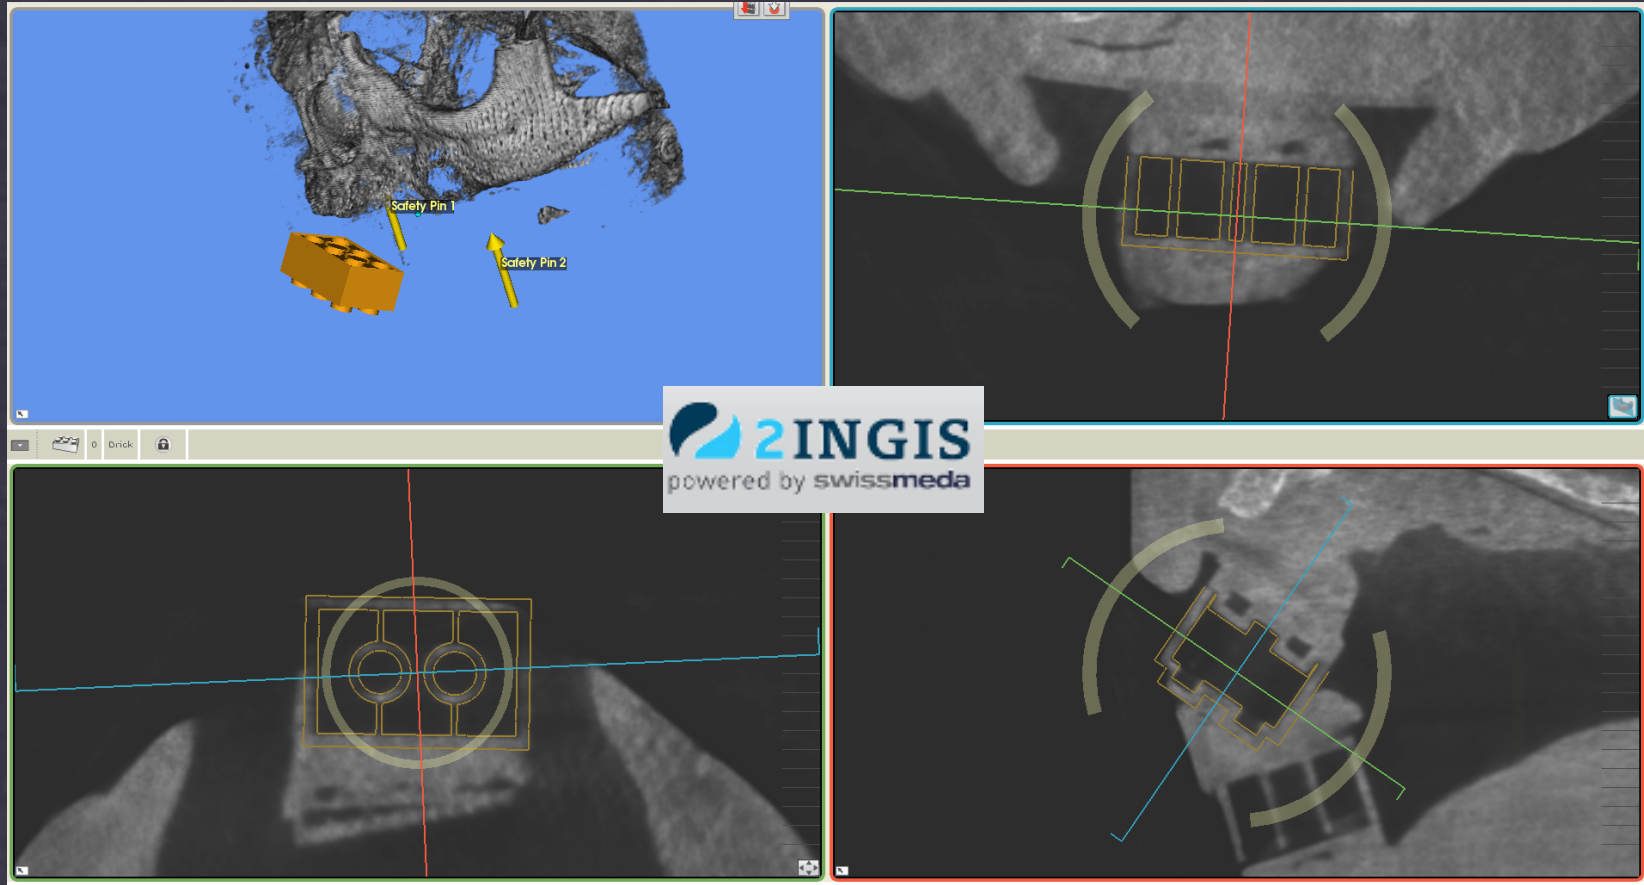 Safety Pin 1
Safety Pin 2
0 Brick
2INGIS
powered by swissmeda